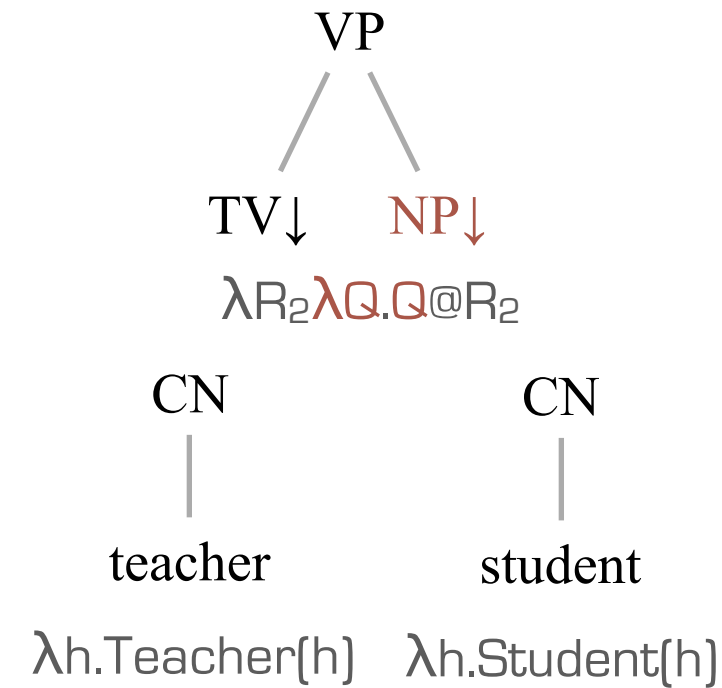 VP
TV↓ NP↓
λR₂λQ.Q@R₂
CN CN
teacher student
λh.Teacher(h) λh.Student(h)